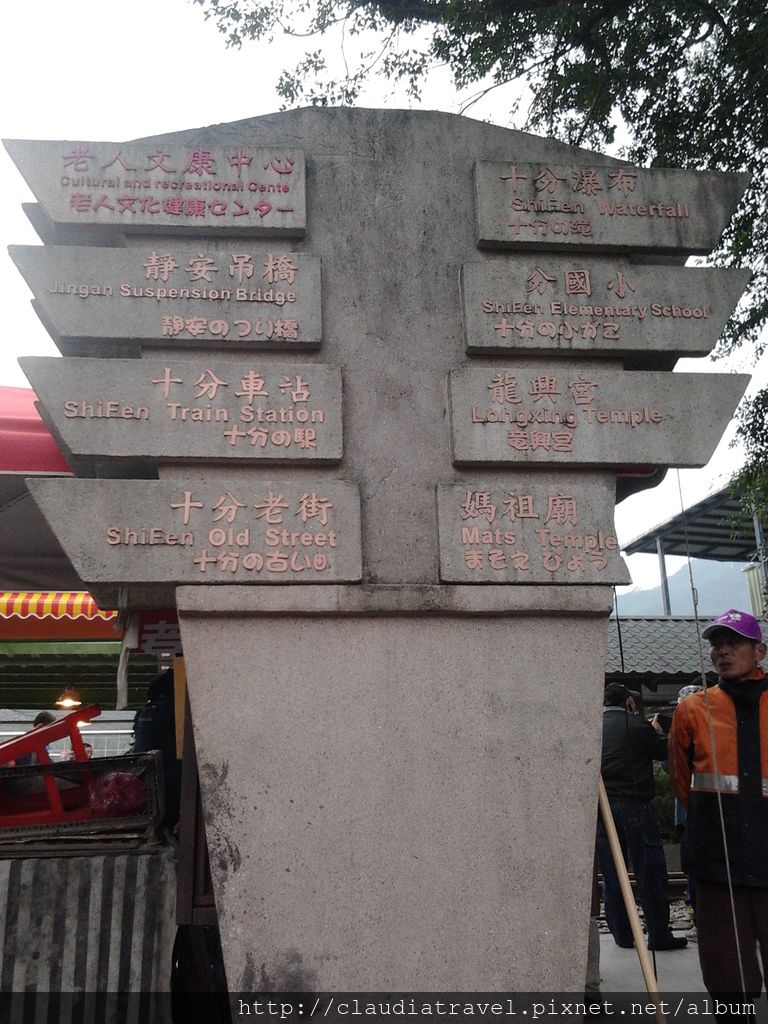 老人文康中心
Cultural and recreational Cente
老人文化健康センター
靜安吊橋
Jingan Suspension Bridge
静安のつり橋
十分車站
ShiFen Train Station
十分の駅
十分老街
ShiFen Old Street
十分の古い町
十分瀑布
ShiFen Waterfall
十分の滝
分國小
ShiFen Elementary School
十分の小がこ
龍興宮
Longxing Temple
竜興宮
媽祖廟
Mats Temple
まそえ びょう
http://claudiatravel.pixnet.net/album